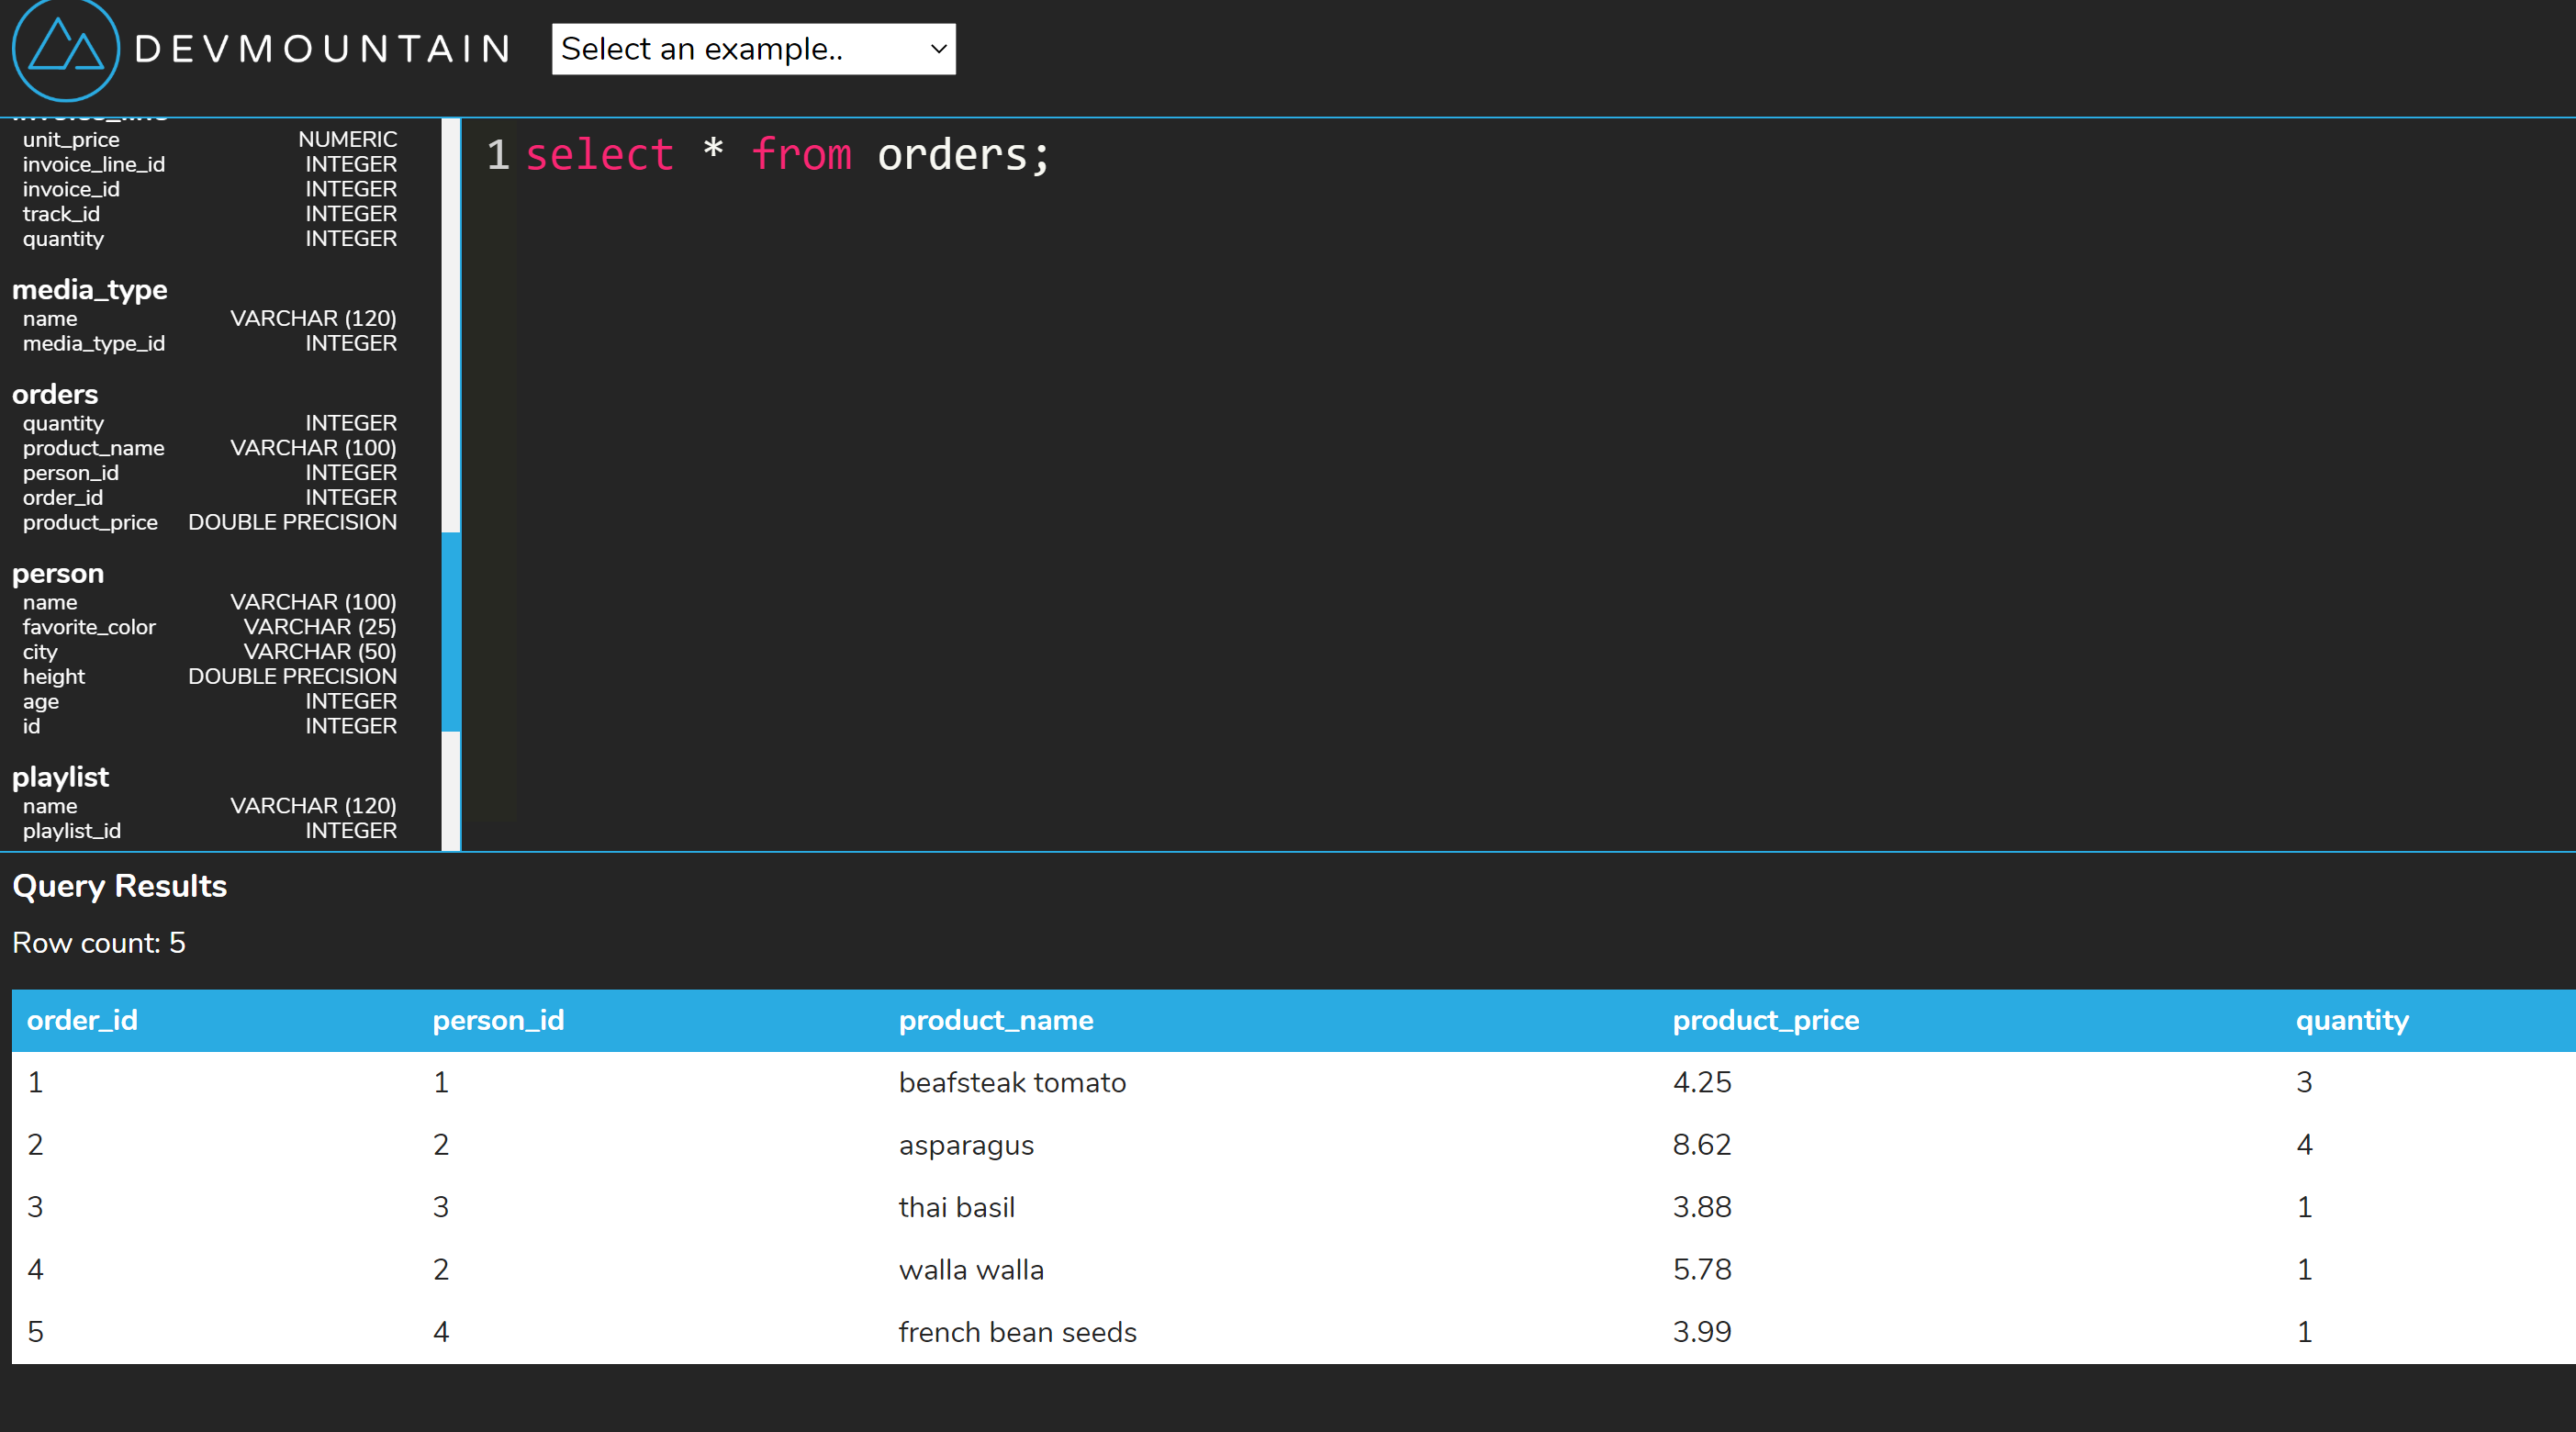 DEVMOUNTAIN
Select an example..
unit_price NUMERIC
invoice_line_id INTEGER
invoice_id INTEGER
track_id INTEGER
quantity INTEGER
media_type
name VARCHAR (120)
media_type_id INTEGER
orders
quantity INTEGER
product_name VARCHAR (100)
person_id INTEGER
order_id INTEGER
product_price DOUBLE PRECISION
person
name VARCHAR (100)
favorite_color VARCHAR (25)
city VARCHAR (50)
height DOUBLE PRECISION
age INTEGER
id INTEGER
playlist
name VARCHAR (120)
playlist_id INTEGER
1 select * from orders;
Query Results
Row count: 5
order_id person_id product_name product_price quantity
1 1 beafsteak tomato 4.25 3
2 2 asparagus 8.62 4
3 3 thai basil 3.88 1
4 2 walla walla 5.78 1
5 4 french bean seeds 3.99 1